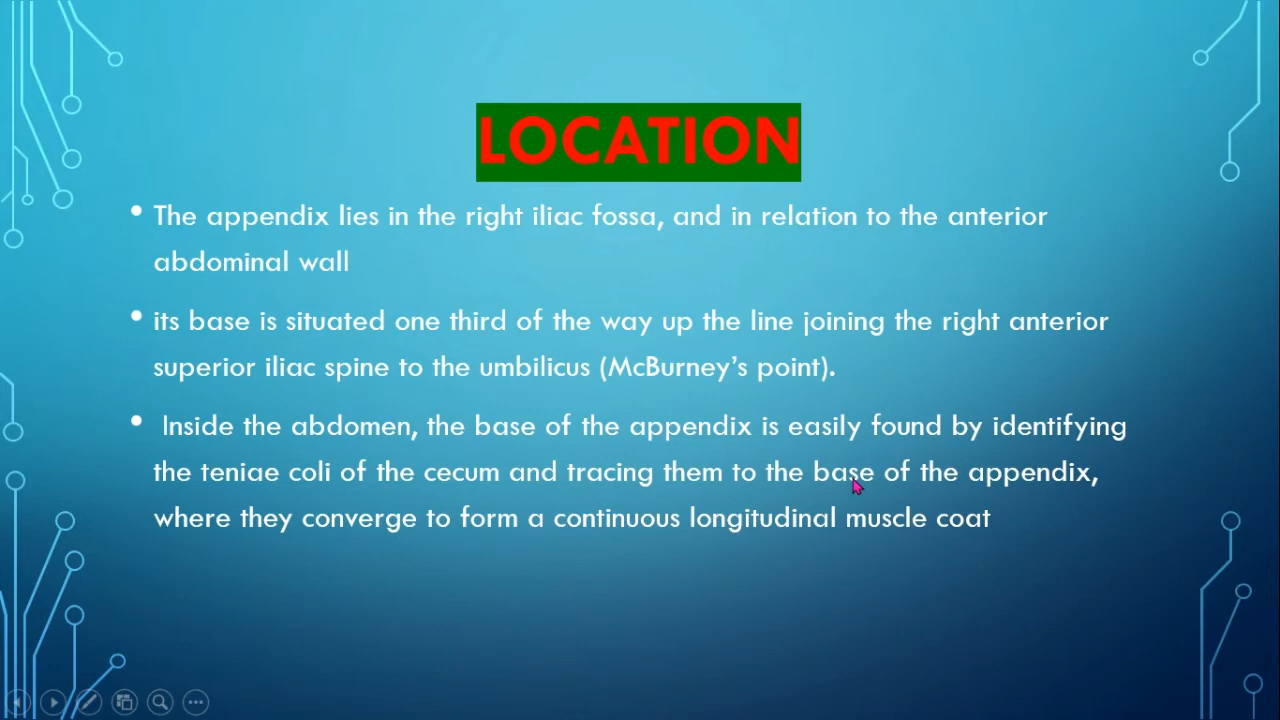 LOCATION
• The appendix lies in the right iliac fossa, and in relation to the anterior
abdominal wall
• its base is situated one third of the way up the line joining the right anterior
superior iliac spine to the umbilicus (McBurney’s point).
• Inside the abdomen, the base of the appendix is easily found by identifying
the teniae coli of the cecum and tracing them to the base of the appendix,
where they converge to form a continuous longitudinal muscle coat